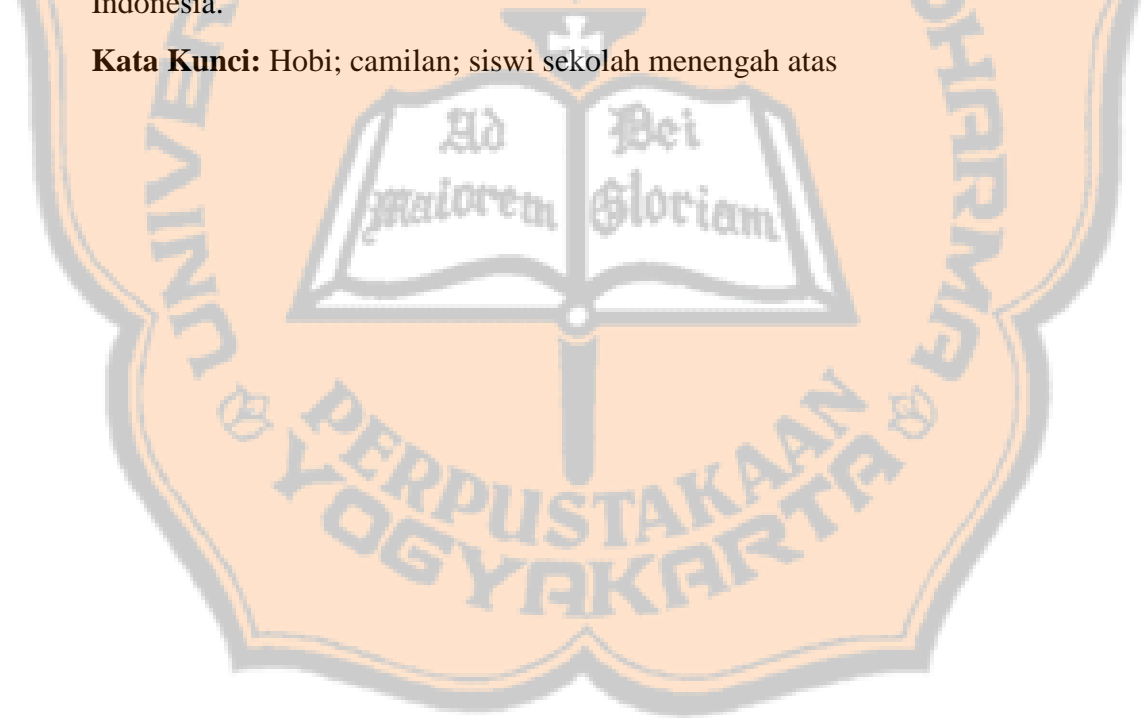 Indonesia.
Kata Kunci: Hobi; camilan; siswi sekolah menengah atas
Ad Dei
Maiorem Gloriam
PERPUSTAKAAN
YOGYAKARTA